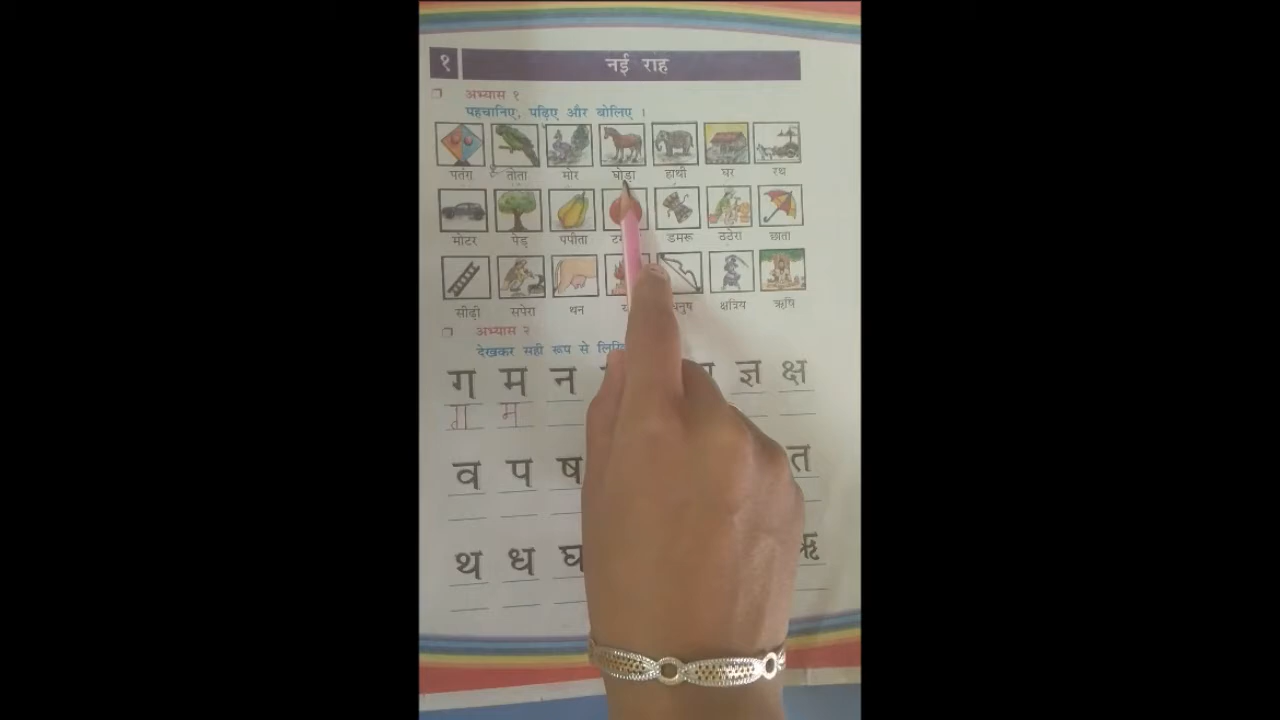 १ नई राह
अभ्यास १
पहचानिए, पढ़िए और बोलिए ।
पतंग तोता मोर घोड़ा हाथी घर रथ
मोटर पेड़ पपीता डमरू ठठेरा छाता
सीढ़ी सपेरा थन धनुष क्षत्रिय ऋषि
अभ्यास २
देखकर सही रूप से
ग म न ज्ञ क्ष
ग म
व प ष त
थ ध घ ऋ